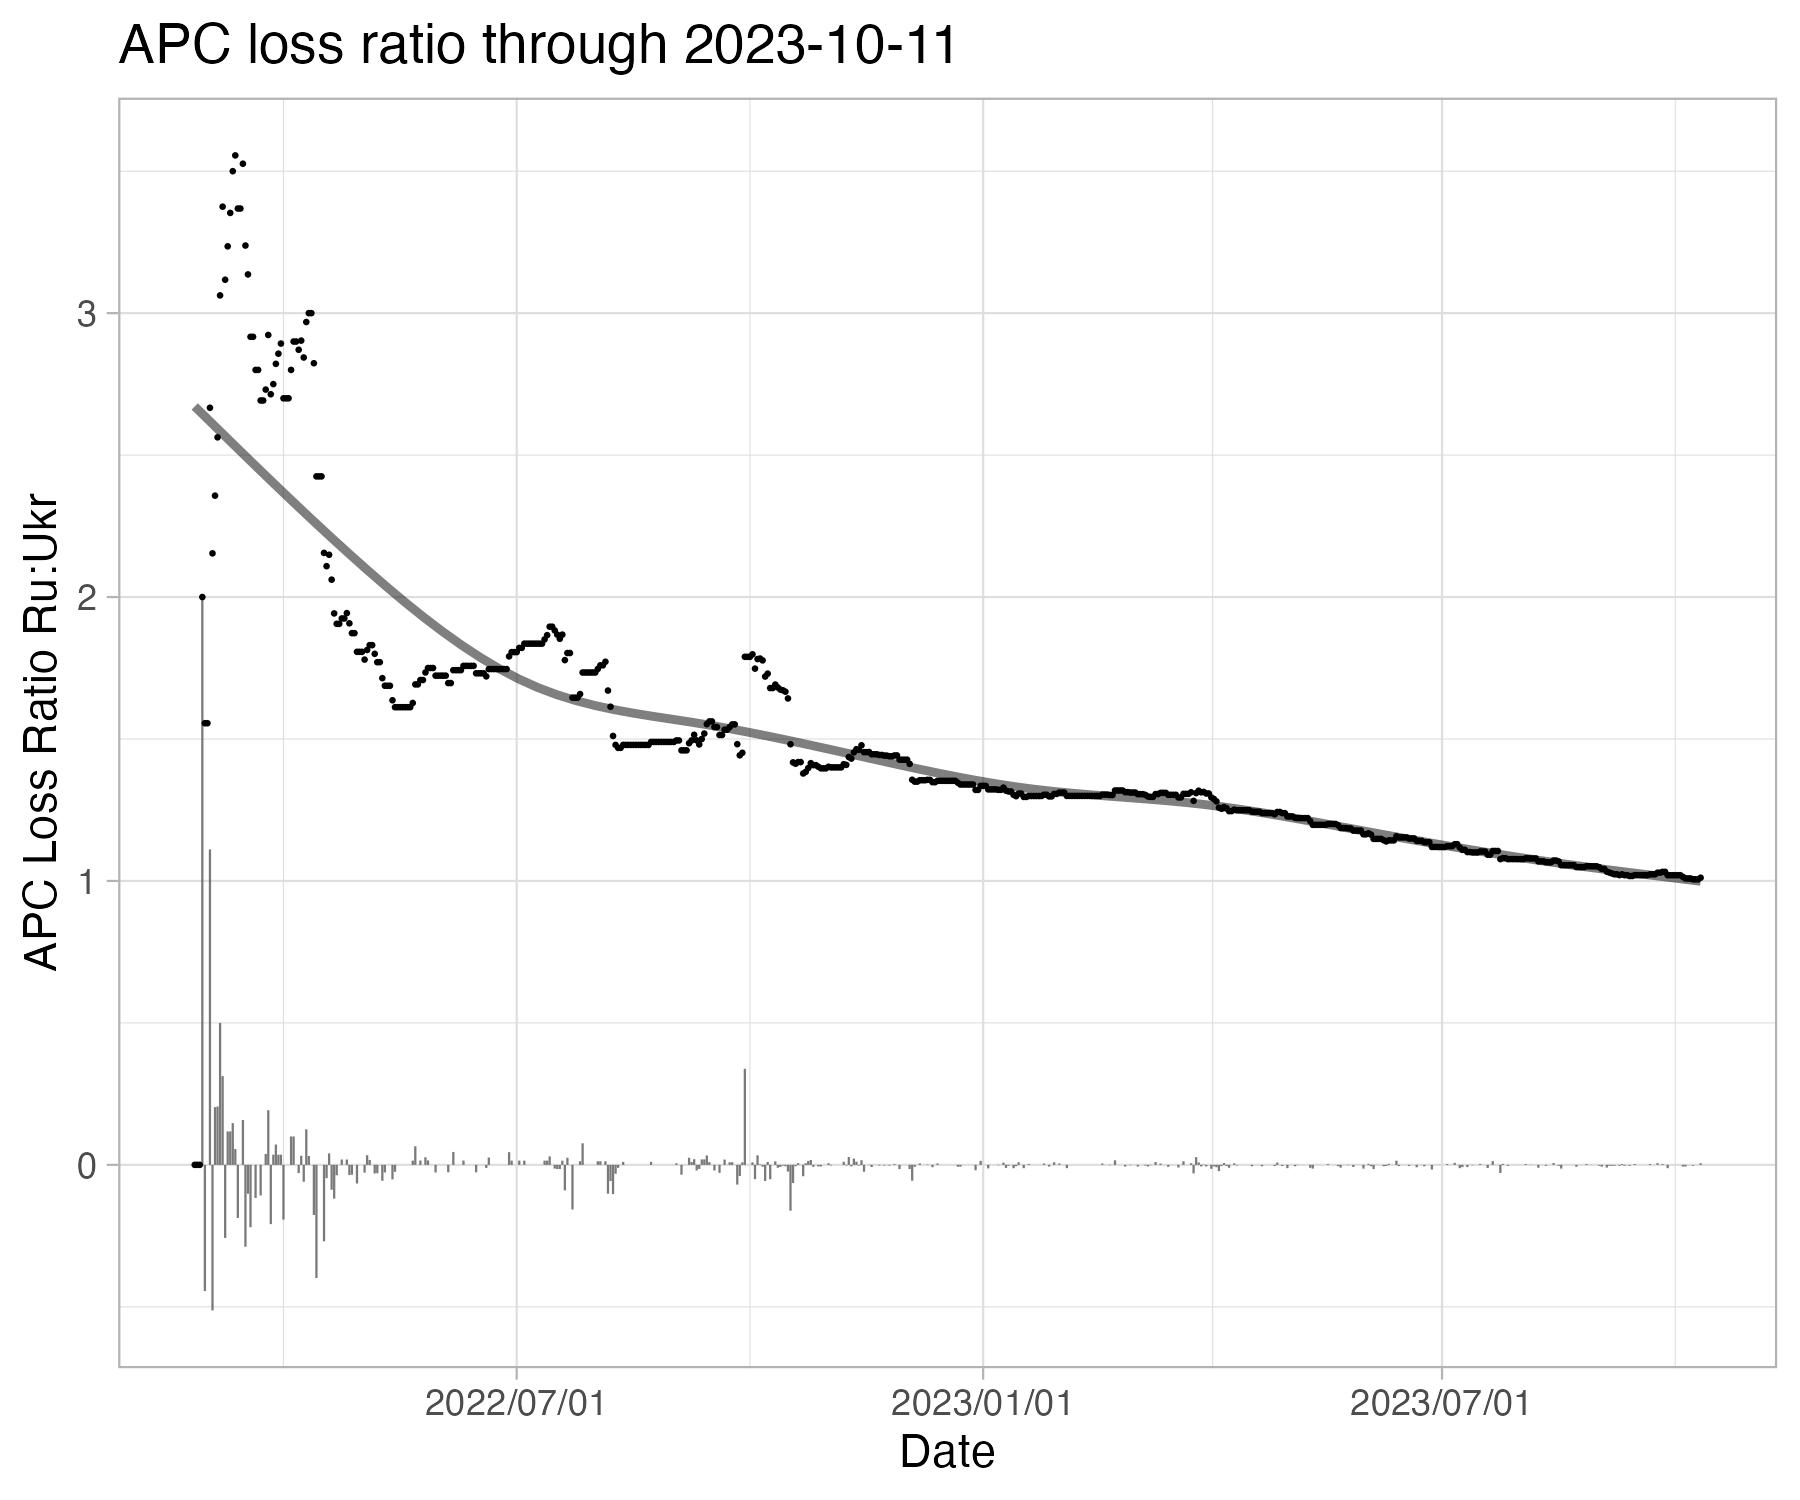 APC loss ratio through 2023-10-11
APC Loss Ratio Ru:Ukr
3
2
1
0
2022/07/01 2023/01/01 2023/07/01
Date